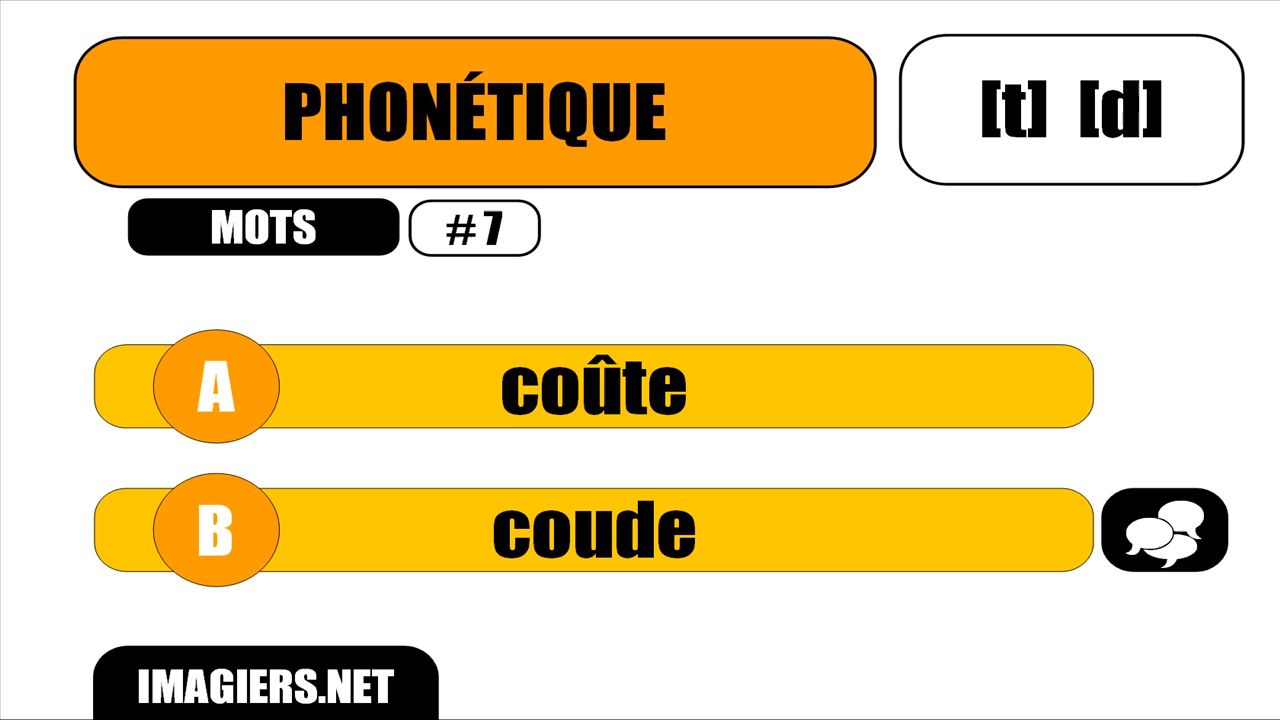 PHONÉTIQUE
[t] [d]
MOTS
#7
A
coûte
B
coude
IMAGIERS.NET